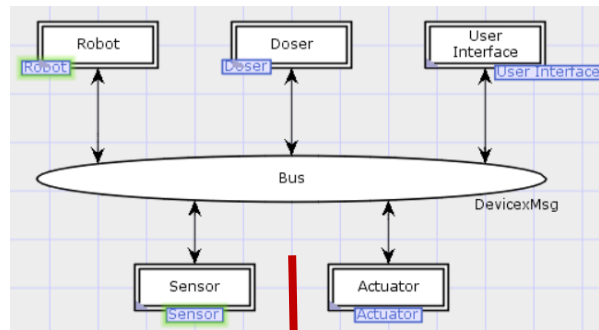 Robot
Doser
User
Interface
Robot
Doser
User Interface
Bus
DevicexMsg
Sensor
Actuator
Sensor
Actuator